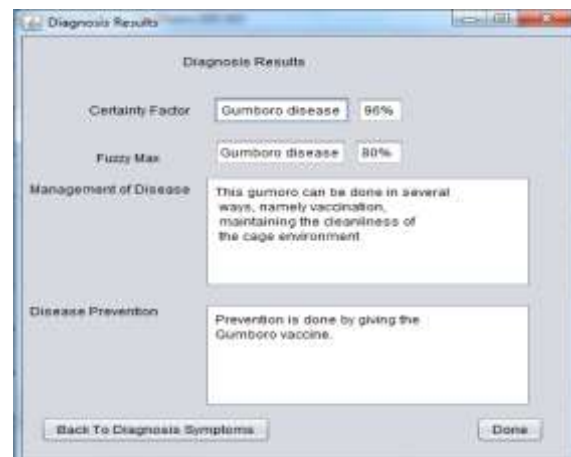 Diagnosis Results
Diagnosis Results
Certainty Factor Gumboro disease 96%
Fuzzy Max Gumboro disease 80%
Management of Disease
This gumoro can be done in several
ways, namely vaccination,
maintaining the cleanliness of
the cage environment
Disease Prevention
Prevention is done by giving the
Gumboro vaccine.
Back To Diagnosis Symptoms Done